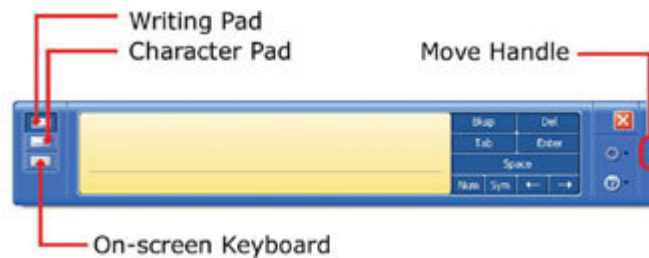 Writing Pad
Character Pad
Move Handle
Bksp Del
Tab Enter
Space
Num Sym ← →
On-screen Keyboard